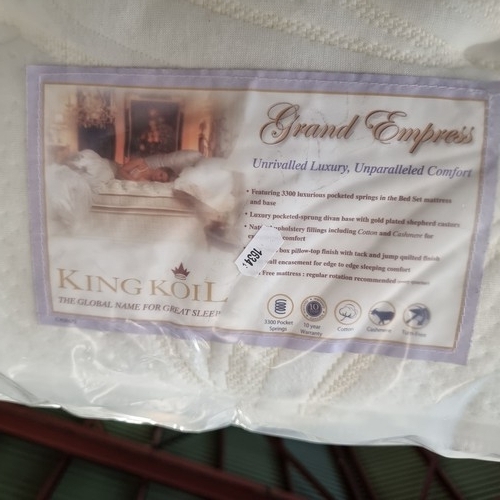 Grand Empress
Unrivalled Luxury, Unparalleled Comfort
• Featuring 3300 luxurious pocketed springs in the Bed Set mattress
and base
• Luxury pocketed-sprung divan base with gold plated shepherd castors
upholstery fillings including Cotton and Cashmere for
comfort
box pillow-top finish with tack and jump quilted finish
encasement for edge to edge sleeping comfort
Free mattress : regular rotation recommended
KING KOIL
THE GLOBAL NAME FOR GREAT SLEEP
3300 Pocket
Springs
10
10 year
Warranty
Cotton
Cashmere